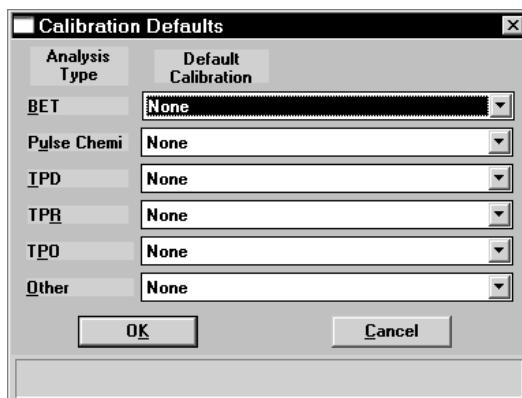 Calibration Defaults
Analysis Type
Default Calibration
BET None
Pulse Chemi None
TPD None
TPR None
TPO None
Other None
OK Cancel